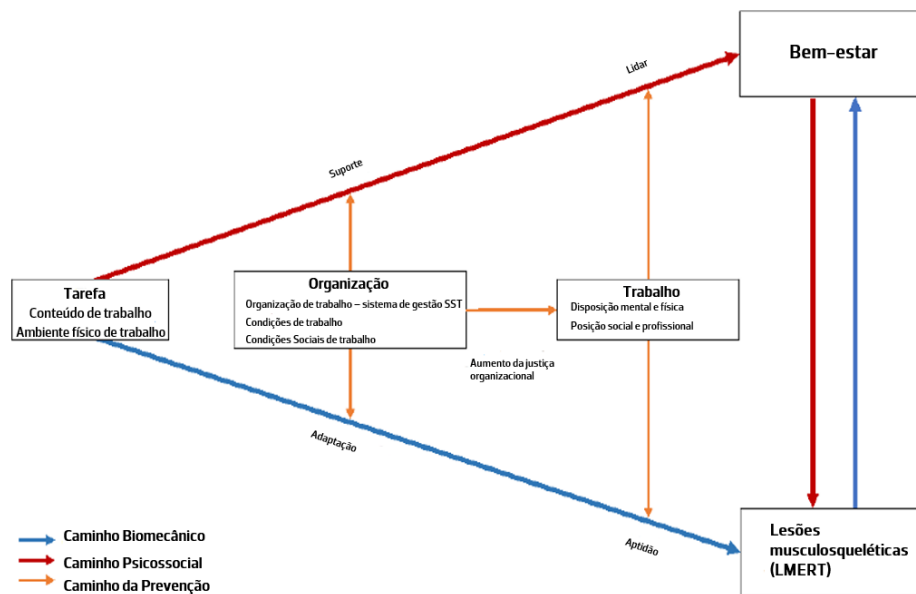 Bem-estar
Lidar
Suporte
Tarefa
Conteúdo de trabalho
Ambiente físico de trabalho
Organização
Organização de trabalho – sistema de gestão SST
Condições de trabalho
Condições Sociais de trabalho
Trabalho
Disposição mental e física
Posição social e profissional
Aumento da justiça
organizacional
Adaptação
Aptidão
Lesões
musculosqueléticas
(LMERT)
Caminho Biomecânico
Caminho Psicossocial
Caminho da Prevenção